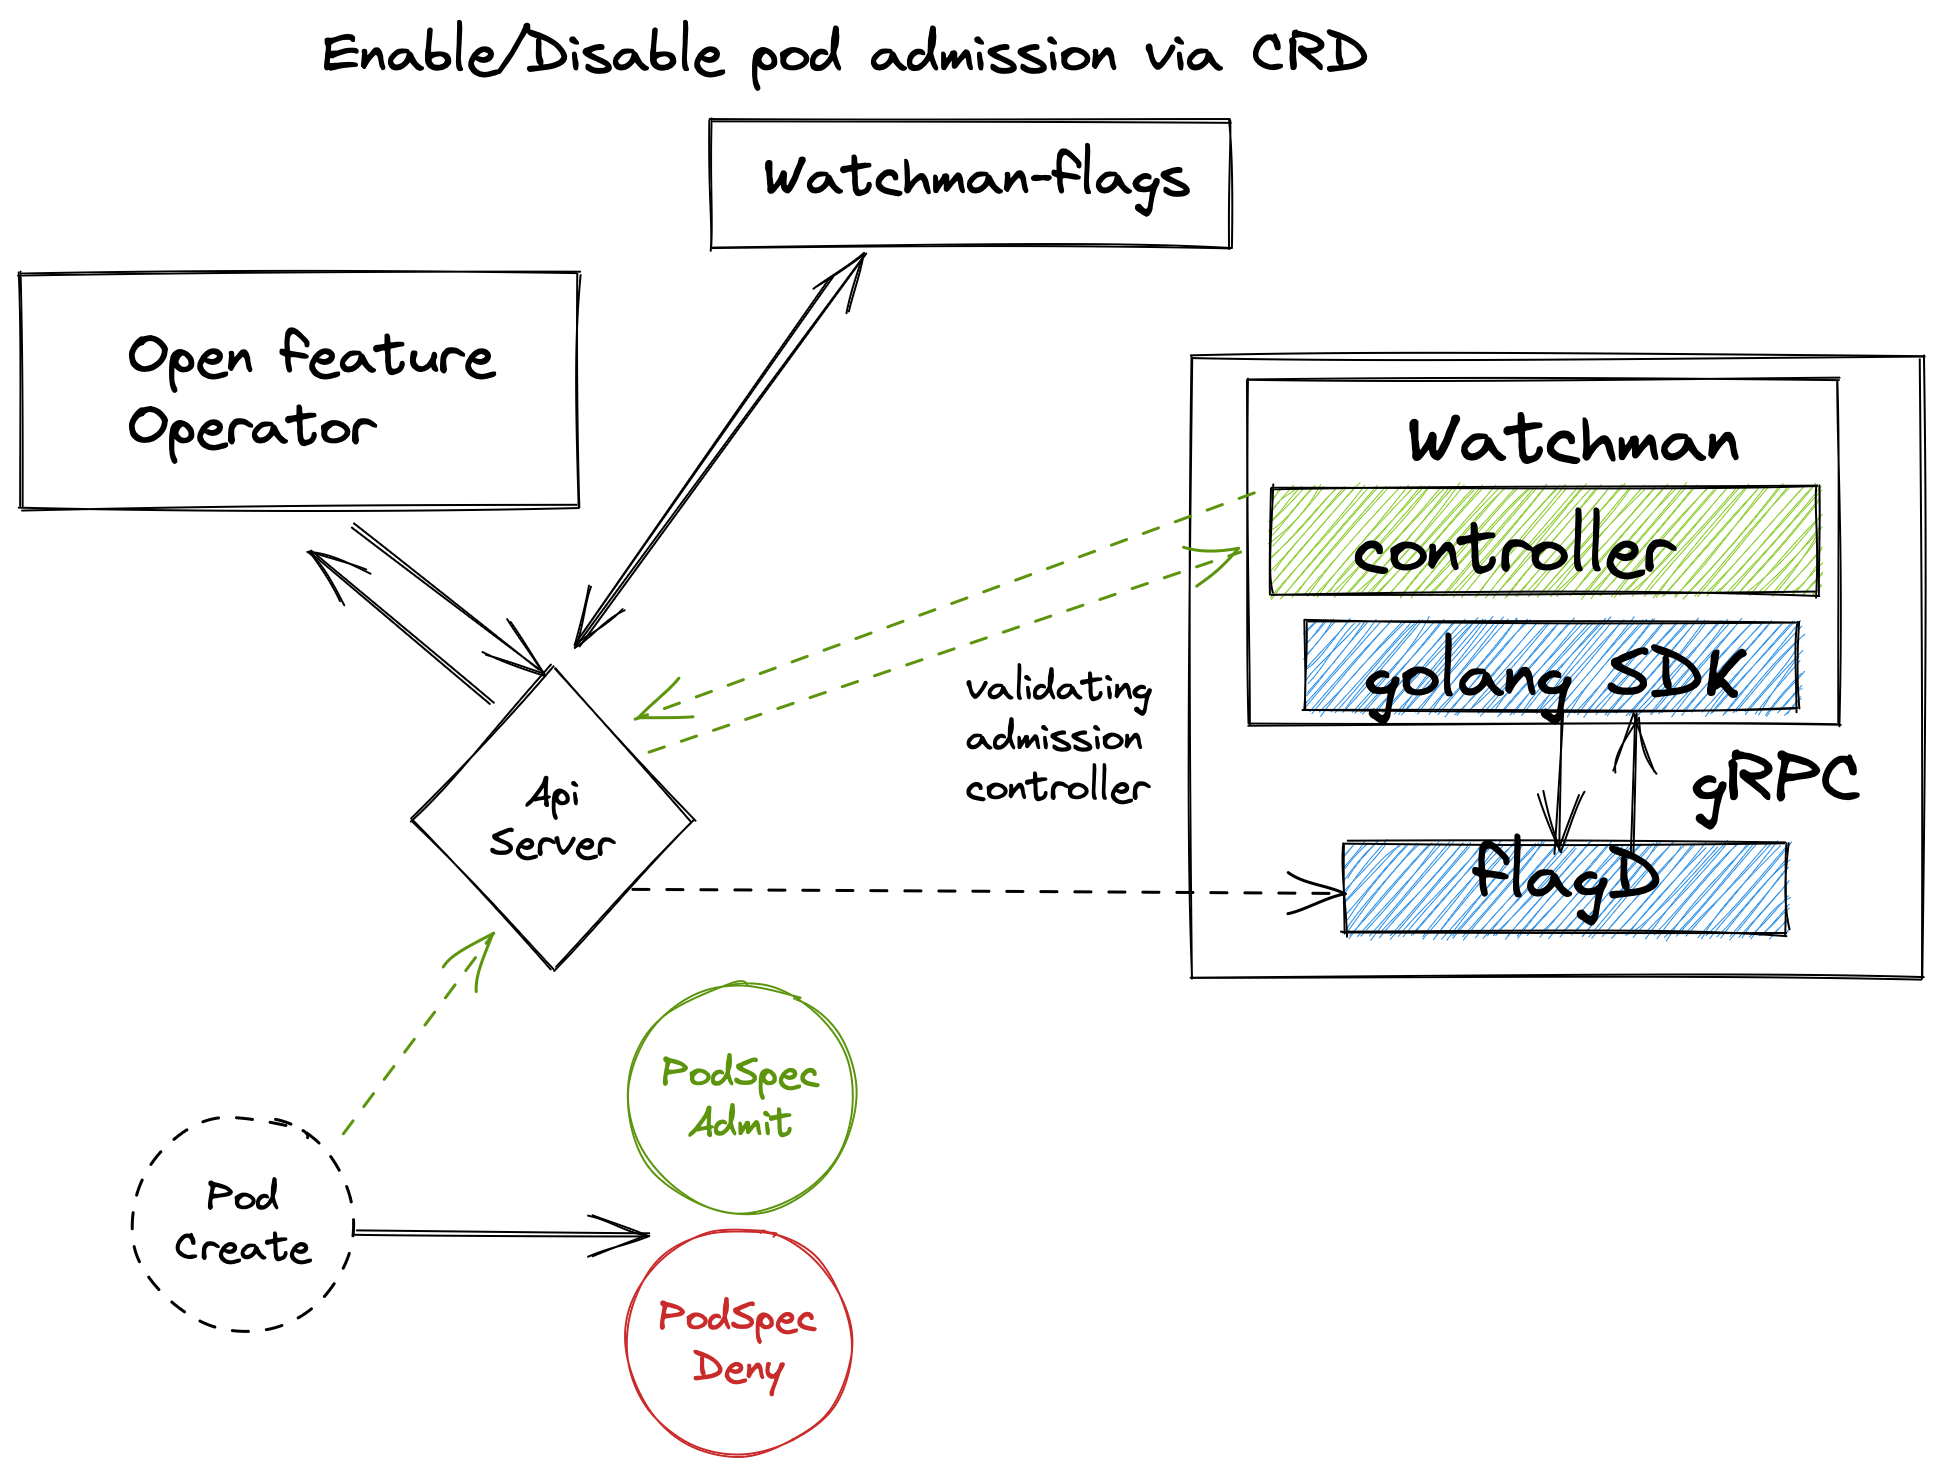 Enable/Disable pod admission via CRD
Watchman-flags
Open feature
Operator
Watchman
controller
golang SDK
validating
admission
controller
gRPC
Api
Server
flagD
PodSpec
Admit
Pod
Create
PodSpec
Deny